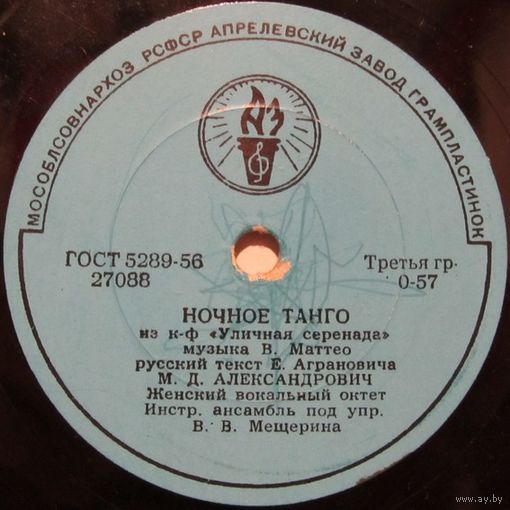 МОСОБЛСОВНАРХОЗ РСФСР АПРЕЛЕВСКИЙ ЗАВОД ГРАМПЛАСТИНОК
АЗ
ГОСТ 5289-56
27088
Третья гр.
0-57
НОЧНОЕ ТАНГО
из к-ф «Уличная серенада»
музыка В. Маттео
русский текст Е. Аграновича
М. Д. АЛЕКСАНДРОВИЧ
Женский вокальный октет
Инстр. ансамбль под упр.
В. В. Мещерина
www.ay.by